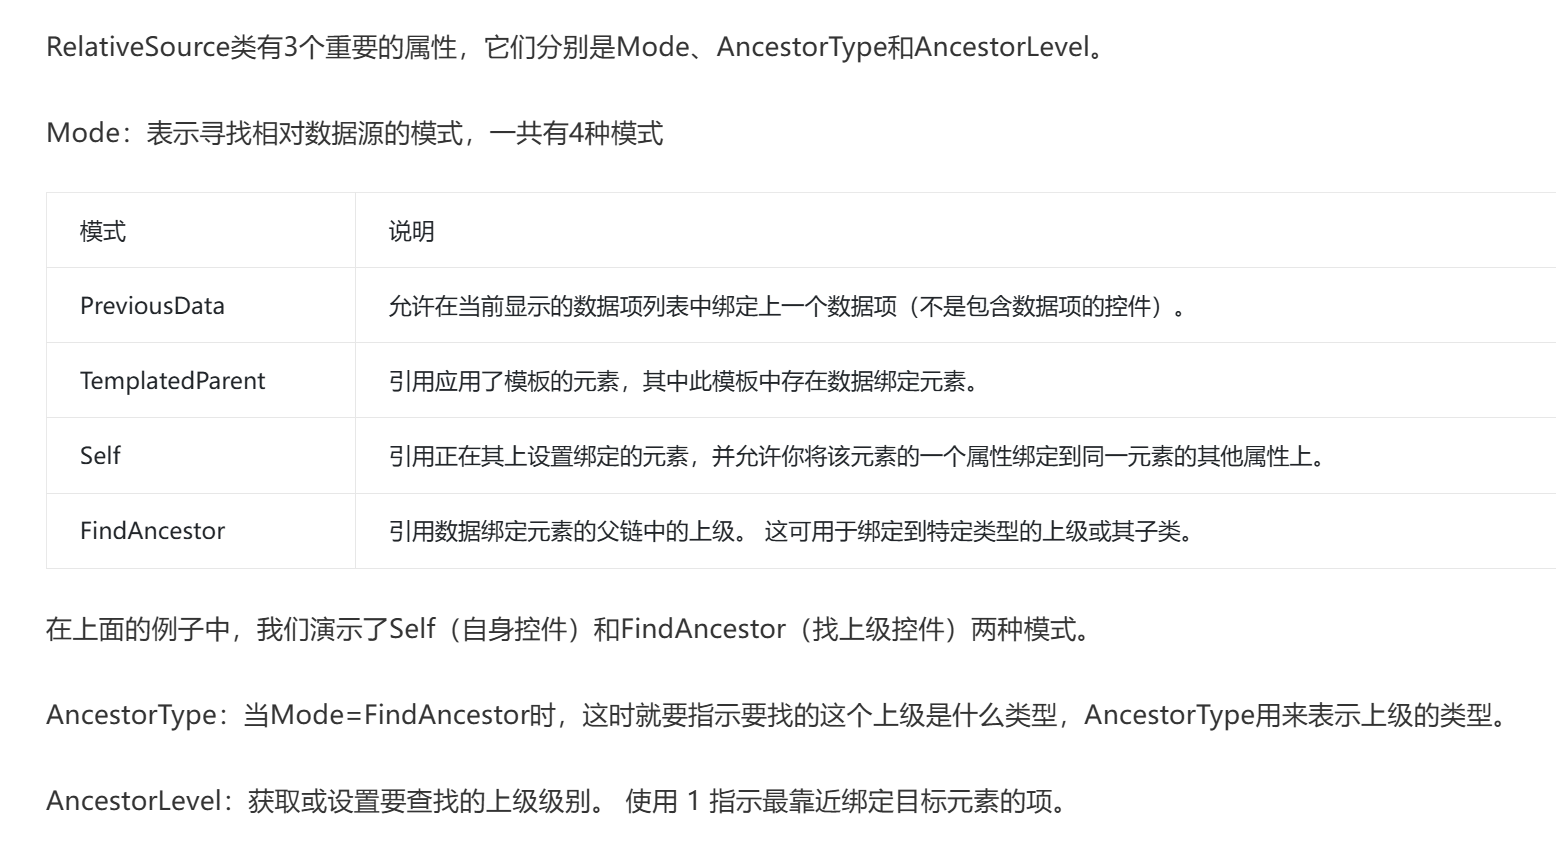 RelativeSource类有3个重要的属性，它们分别是Mode、AncestorType和AncestorLevel。
Mode：表示寻找相对数据源的模式，一共有4种模式
模式 说明
PreviousData 允许在当前显示的数据项列表中绑定上一个数据项（不是包含数据项的控件）。
TemplatedParent 引用应用了模板的元素，其中此模板中存在数据绑定元素。
Self 引用正在其上设置绑定的元素，并允许你将该元素的一个属性绑定到同一元素的其他属性上。
FindAncestor 引用数据绑定元素的父链中的上级。 这可用于绑定到特定类型的上级或其子类。
在上面的例子中，我们演示了Self（自身控件）和FindAncestor（找上级控件）两种模式。
AncestorType：当Mode=FindAncestor时，这时就要指示要找的这个上级是什么类型，AncestorType用来表示上级的类型。
AncestorLevel：获取或设置要查找的上级级别。 使用 1 指示最靠近绑定目标元素的项。